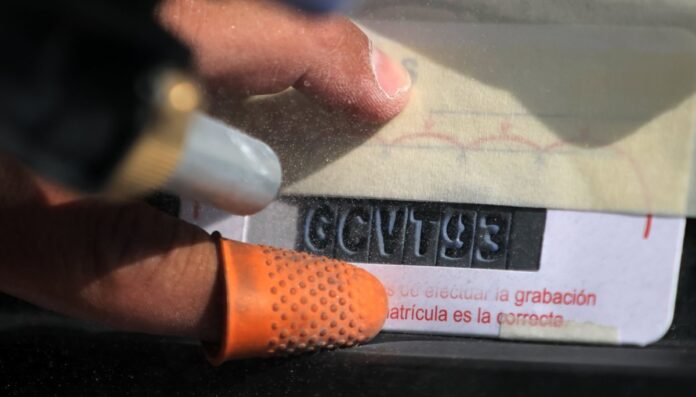 S
GCVT93
s de efectuar la grabación
atrícula es la correcta